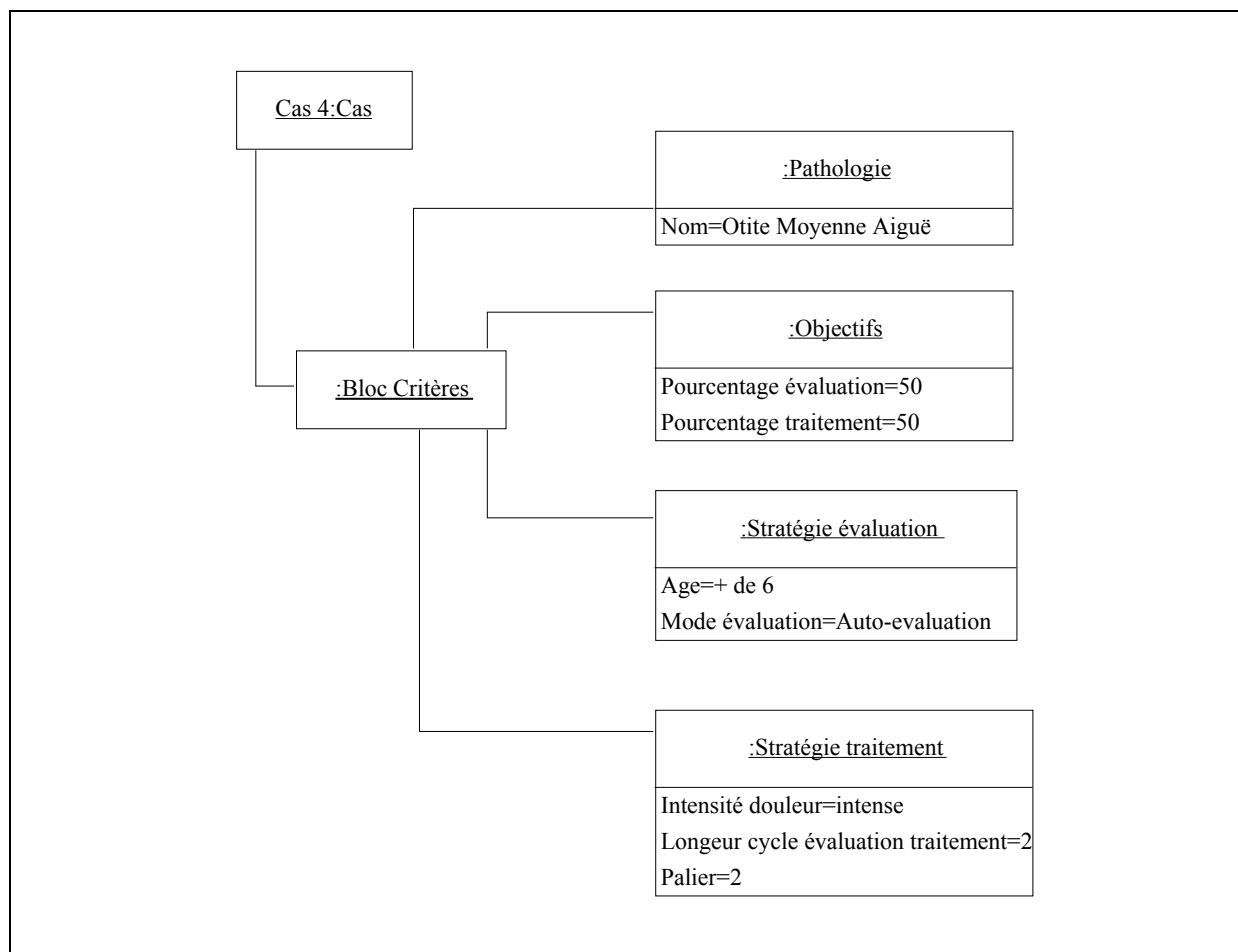 Cas 4:Cas
:Pathologie
Nom=Otite Moyenne Aiguë
:Objectifs
Pourcentage évaluation=50
Pourcentage traitement=50
:Bloc Critères
:Stratégie évaluation
Age=+ de 6
Mode évaluation=Auto-evaluation
:Stratégie traitement
Intensité douleur=intense
Longeur cycle évaluation traitement=2
Palier=2